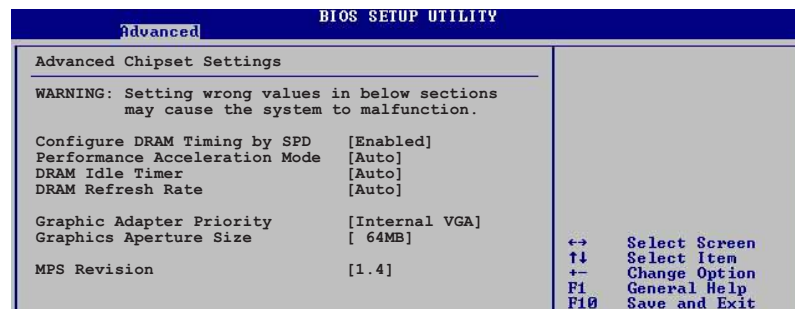 BIOS SETUP UTILITY
Advanced
Advanced Chipset Settings
WARNING: Setting wrong values in below sections
may cause the system to malfunction.
Configure DRAM Timing by SPD [Enabled]
Performance Acceleration Mode [Auto]
DRAM Idle Timer [Auto]
DRAM Refresh Rate [Auto]
Graphic Adapter Priority [Internal VGA]
Graphics Aperture Size [ 64MB]
MPS Revision [1.4]
←→ Select Screen
↑↓ Select Item
+- Change Option
F1 General Help
F10 Save and Exit